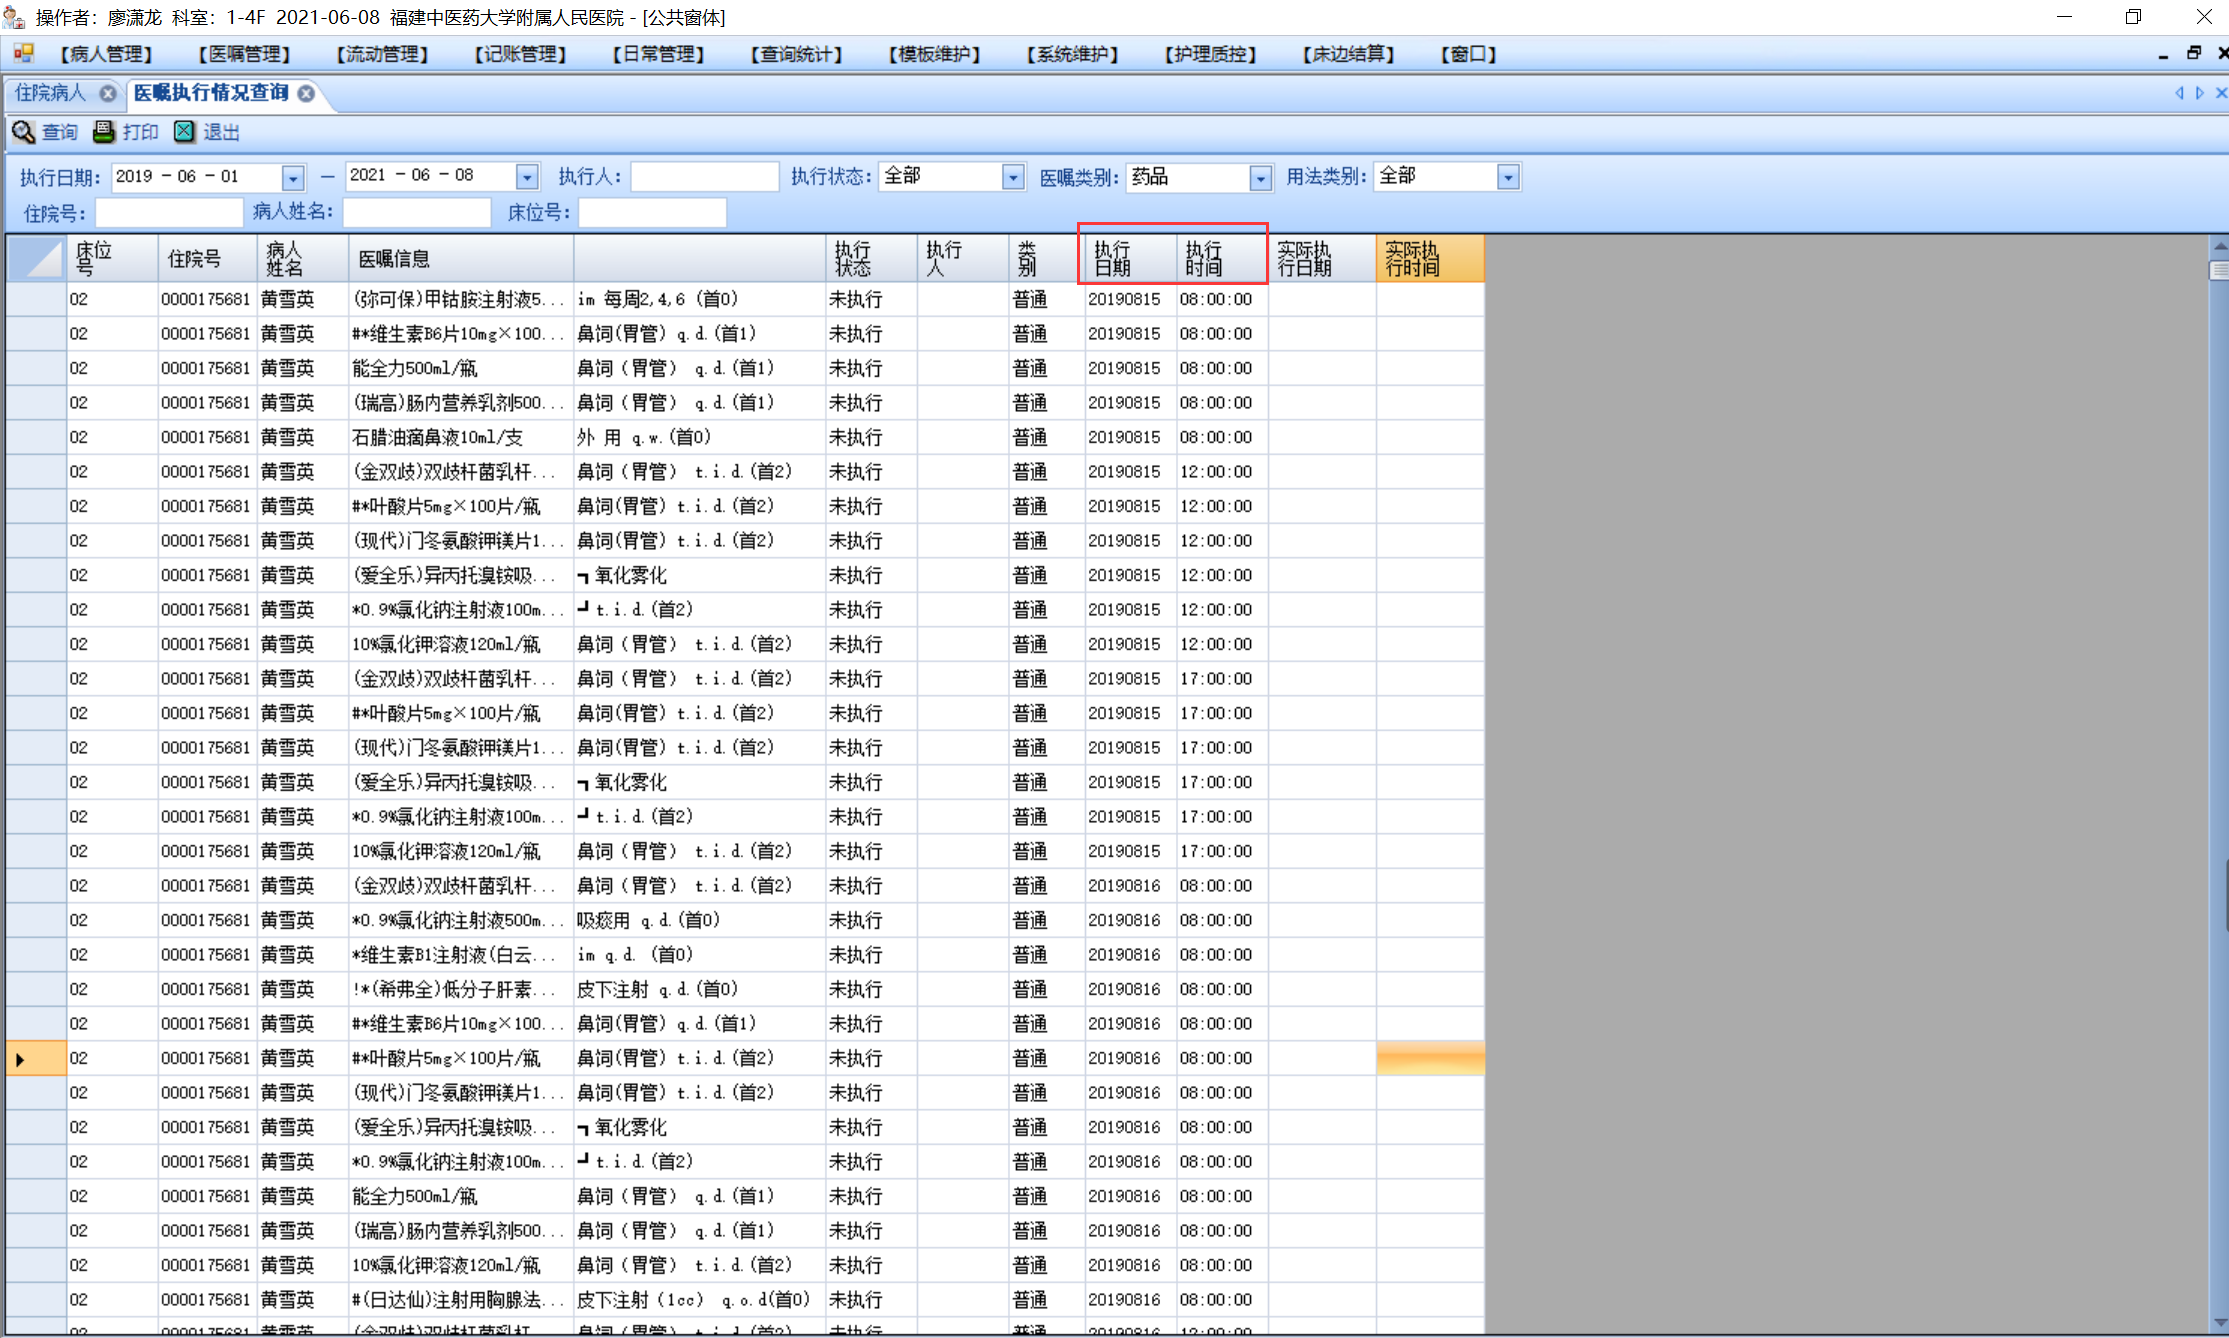 操作者：廖潇龙 科室：1-4F 2021-06-08 福建中医药大学附属人民医院 - [公共窗体]
【病人管理】 【医嘱管理】 【流动管理】 【记账管理】 【日常管理】 【查询统计】 【模板维护】 【系统维护】 【护理质控】 【床边结算】 【窗口】
住院病人 医嘱执行情况查询
查询 打印 退出
执行日期： 2019 - 06 - 01 — 2021 - 06 - 08 执行人： 执行状态： 全部 医嘱类别： 药品 用法类别： 全部
住院号： 病人姓名： 床位号：
床位号 住院号 病人姓名 医嘱信息 执行状态 执行人 类别 执行日期 执行时间 实际执行日期 实际执行时间
02 0000175681 黄雪英 (弥可保)甲钴胺注射液5... im 每周2,4,6 (首0) 未执行 普通 20190815 08:00:00
02 0000175681 黄雪英 #*维生素B6片10mg×100... 鼻词(胃管) q.d.(首1) 未执行 普通 20190815 08:00:00
02 0000175681 黄雪英 能全力500ml/瓶 鼻词（胃管） q.d.(首1) 未执行 普通 20190815 08:00:00
02 0000175681 黄雪英 (瑞高)肠内营养乳剂500... 鼻词（胃管） q.d.(首1) 未执行 普通 20190815 08:00:00
02 0000175681 黄雪英 石腊油滴鼻液10ml/支 外 用 q.w.(首0) 未执行 普通 20190815 08:00:00
02 0000175681 黄雪英 (金双歧)双歧杆菌乳杆... 鼻词（胃管） t.i.d.(首2) 未执行 普通 20190815 12:00:00
02 0000175681 黄雪英 #*叶酸片5mg×100片/瓶 鼻词(胃管) t.i.d.(首2) 未执行 普通 20190815 12:00:00
02 0000175681 黄雪英 (现代)门冬氨酸钾镁片1... 鼻词(胃管) t.i.d.(首2) 未执行 普通 20190815 12:00:00
02 0000175681 黄雪英 (爱全乐)异丙托溴铵吸... ┓氧化雾化 未执行 普通 20190815 12:00:00
02 0000175681 黄雪英 *0.9%氯化钠注射液100m... ┛t.i.d.(首2) 未执行 普通 20190815 12:00:00
02 0000175681 黄雪英 10%氯化钾溶液120ml/瓶 鼻词（胃管） t.i.d.(首2) 未执行 普通 20190815 12:00:00
02 0000175681 黄雪英 (金双歧)双歧杆菌乳杆... 鼻词（胃管） t.i.d.(首2) 未执行 普通 20190815 17:00:00
02 0000175681 黄雪英 #*叶酸片5mg×100片/瓶 鼻词(胃管) t.i.d.(首2) 未执行 普通 20190815 17:00:00
02 0000175681 黄雪英 (现代)门冬氨酸钾镁片1... 鼻词(胃管) t.i.d.(首2) 未执行 普通 20190815 17:00:00
02 0000175681 黄雪英 (爱全乐)异丙托溴铵吸... ┓氧化雾化 未执行 普通 20190815 17:00:00
02 0000175681 黄雪英 *0.9%氯化钠注射液100m... ┛t.i.d.(首2) 未执行 普通 20190815 17:00:00
02 0000175681 黄雪英 10%氯化钾溶液120ml/瓶 鼻词（胃管） t.i.d.(首2) 未执行 普通 20190815 17:00:00
02 0000175681 黄雪英 (金双歧)双歧杆菌乳杆... 鼻词（胃管） t.i.d.(首2) 未执行 普通 20190816 08:00:00
02 0000175681 黄雪英 *0.9%氯化钠注射液500m... 吸痰用 q.d.(首0) 未执行 普通 20190816 08:00:00
02 0000175681 黄雪英 *维生素B1注射液(白云... im q.d. (首0) 未执行 普通 20190816 08:00:00
02 0000175681 黄雪英 !*(希弗全)低分子肝素... 皮下注射 q.d.(首0) 未执行 普通 20190816 08:00:00
02 0000175681 黄雪英 #*维生素B6片10mg×100... 鼻词(胃管) q.d.(首1) 未执行 普通 20190816 08:00:00
02 0000175681 黄雪英 #*叶酸片5mg×100片/瓶 鼻词(胃管) t.i.d.(首2) 未执行 普通 20190816 08:00:00
02 0000175681 黄雪英 (现代)门冬氨酸钾镁片1... 鼻词(胃管) t.i.d.(首2) 未执行 普通 20190816 08:00:00
02 0000175681 黄雪英 (爱全乐)异丙托溴铵吸... ┓氧化雾化 未执行 普通 20190816 08:00:00
02 0000175681 黄雪英 *0.9%氯化钠注射液100m... ┛t.i.d.(首2) 未执行 普通 20190816 08:00:00
02 0000175681 黄雪英 能全力500ml/瓶 鼻词（胃管） q.d.(首1) 未执行 普通 20190816 08:00:00
02 0000175681 黄雪英 (瑞高)肠内营养乳剂500... 鼻词（胃管） q.d.(首1) 未执行 普通 20190816 08:00:00
02 0000175681 黄雪英 10%氯化钾溶液120ml/瓶 鼻词（胃管） t.i.d.(首2) 未执行 普通 20190816 08:00:00
02 0000175681 黄雪英 #(日达仙)注射用胸腺法... 皮下注射（1cc） q.o.d(首0) 未执行 普通 20190816 08:00:00
02 0000175681 黄雪英 (金双歧)双歧杆菌乳杆... 鼻词（胃管） t.i.d.(首2) 未执行 普通 20190816 12:00:00